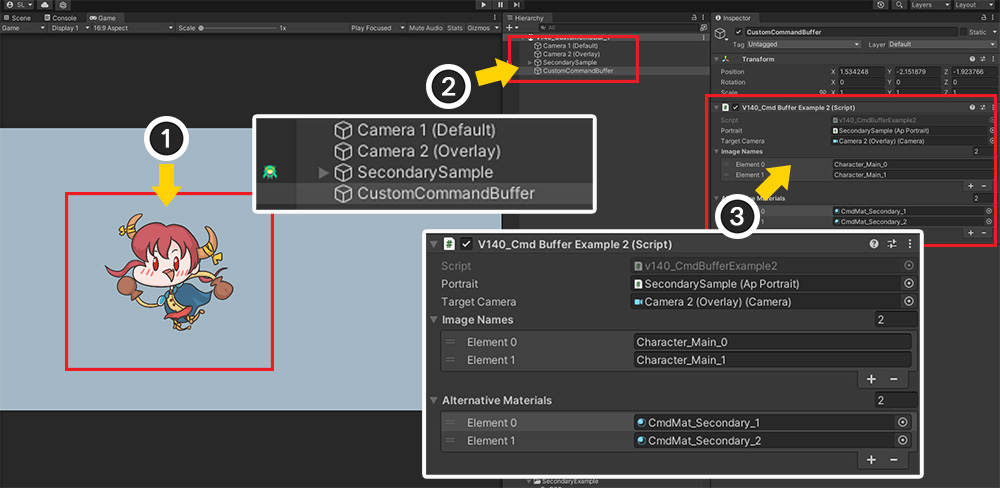 SL
Layers
Layout
Scene
Console
Game
Game
Display 1
16:9 Aspect
Scale
1x
Play Focused
Mute Audio
Stats
Gizmos
Hierarchy
All
Camera 1 (Default)
Camera 2 (Overlay)
SecondarySample
CustomCommandBuffer
Inspector
CustomCommandBuffer
Static
Tag Untagged
Layer Default
Transform
Position X 1.534248 Y -2.151879 Z -1.923766
Rotation X 0 Y 0 Z 0
Scale X 1 Y 1 Z 1
V140_Cmd Buffer Example 2 (Script)
Script v140_CmdBufferExample2
Portrait SecondarySample (Ap Portrait)
Target Camera Camera 2 (Overlay) (Camera)
Image Names 2
Element 0 Character_Main_0
Element 1 Character_Main_1
2
CmdMat_Secondary_1
CmdMat_Secondary_2
1
2
3
Camera 1 (Default)
Camera 2 (Overlay)
SecondarySample
CustomCommandBuffer
V140_Cmd Buffer Example 2 (Script)
Script v140_CmdBufferExample2
Portrait SecondarySample (Ap Portrait)
Target Camera Camera 2 (Overlay) (Camera)
Image Names 2
Element 0 Character_Main_0
Element 1 Character_Main_1
Alternative Materials 2
Element 0 CmdMat_Secondary_1
Element 1 CmdMat_Secondary_2
SecondaryExample